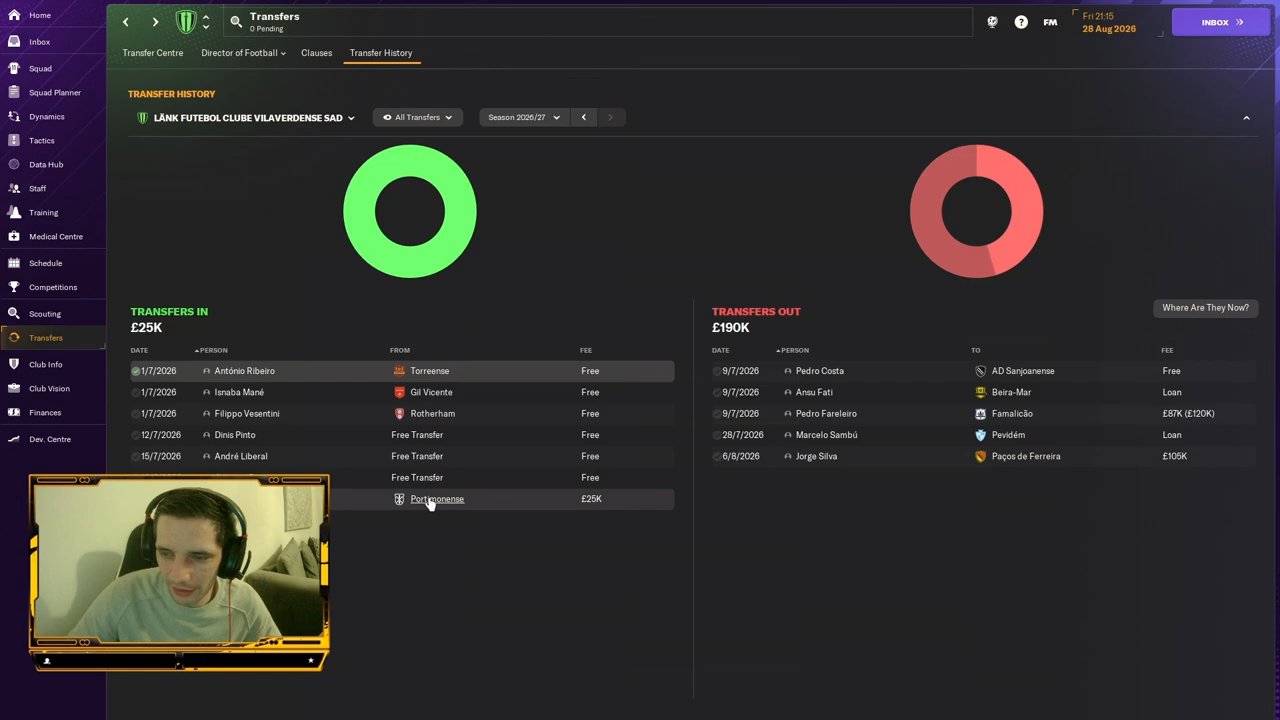 Home
Inbox
Squad
Squad Planner
Dynamics
Tactics
Data Hub
Staff
Training
Medical Centre
Schedule
Competitions
Scouting
Transfers
Club Info
Club Vision
Finances
Dev. Centre
Transfers
0 Pending
FM
Fri 21:15
28 Aug 2026
INBOX
Transfer Centre Director of Football Clauses Transfer History
TRANSFER HISTORY
LÄNK FUTEBOL CLUBE VILAVERDENSE SAD All Transfers Season 2026/27
TRANSFERS IN
£25K
DATE PERSON FROM FEE
1/7/2026 António Ribeiro Torreense Free
1/7/2026 Isnaba Mané Gil Vicente Free
1/7/2026 Filippo Vesentini Rotherham Free
12/7/2026 Dinis Pinto Free Transfer Free
15/7/2026 André Liberal Free Transfer Free
Free Transfer Free
Portimonense £25K
TRANSFERS OUT
£190K
Where Are They Now?
DATE PERSON TO FEE
9/7/2026 Pedro Costa AD Sanjoanense Free
9/7/2026 Ansu Fati Beira-Mar Loan
9/7/2026 Pedro Fareleiro Famalicão £87K (£120K)
28/7/2026 Marcelo Sambú Pevidém Loan
6/8/2026 Jorge Silva Paços de Ferreira £105K